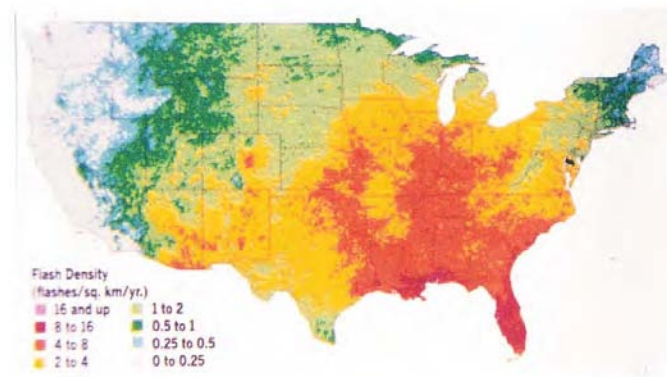 Flash Density
(flashes/sq. km/yr.)
16 and up
8 to 16
4 to 8
2 to 4
1 to 2
0.5 to 1
0.25 to 0.5
0 to 0.25